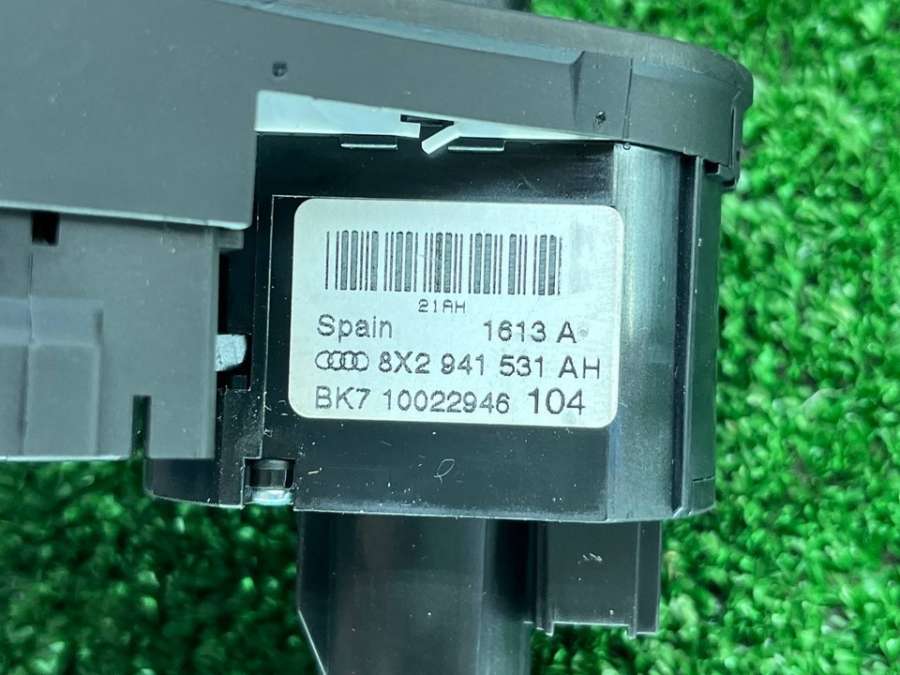 21AH
Spain 1613 A
8X2 941 531 AH
BK7 10022946 104